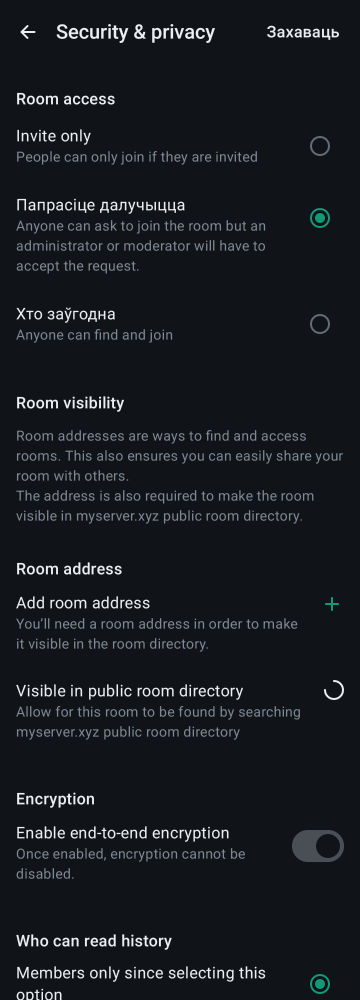 Security & privacy
Захаваць
Room access
Invite only
People can only join if they are invited
Папрасіце далучыцца
Anyone can ask to join the room but an
administrator or moderator will have to
accept the request.
Хто заўгодна
Anyone can find and join
Room visibility
Room addresses are ways to find and access
rooms. This also ensures you can easily share your
room with others.
The address is also required to make the room
visible in myserver.xyz public room directory.
Room address
Add room address
You’ll need a room address in order to make
it visible in the room directory.
Visible in public room directory
Allow for this room to be found by searching
myserver.xyz public room directory
Encryption
Enable end-to-end encryption
Once enabled, encryption cannot be
disabled.
Who can read history
Members only since selecting this
option